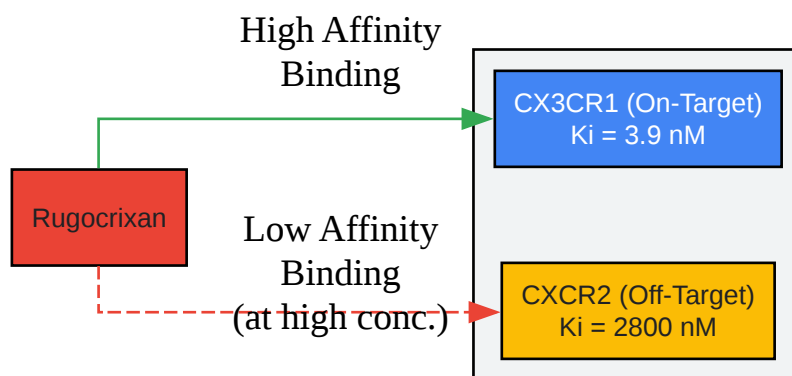 High Affinity
Binding
CX3CR1 (On-Target)
Ki = 3.9 nM
Rugocrixan
Low Affinity
Binding
(at high conc.)
CXCR2 (Off-Target)
Ki = 2800 nM